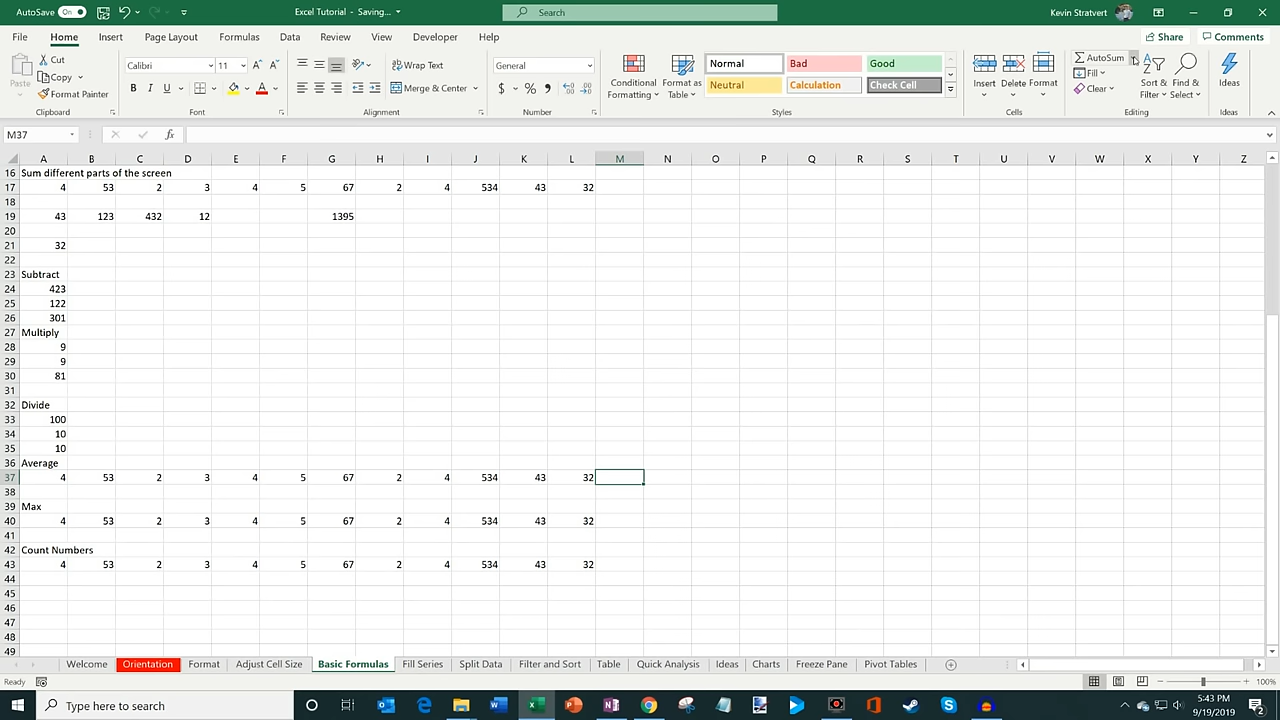 AutoSave On Excel Tutorial - Saving... Search Kevin Stratvert
File Home Insert Page Layout Formulas Data Review View Developer Help Share Comments
Paste Cut Calibri 11 Wrap Text General Normal Bad Good AutoSum
Copy Conditional Formatting Format as Table Insert Delete Format Fill Sort & Filter Find & Select Ideas
Format Painter B I U A Merge & Center $ % Neutral Calculation Check Cell Clear
Clipboard Font Alignment Number Styles Cells Editing Ideas
M37 fx
A B C D E F G H I J K L M N O P Q R S T U V W X Y Z
16 Sum different parts of the screen
17 4 53 2 3 4 5 67 2 4 534 43 32
18
19 43 123 432 12 1395
20
21 32
22
23 Subtract
24 423
25 122
26 301
27 Multiply
28 9
29 9
30 81
31
32 Divide
33 100
34 10
35 10
36 Average
37 4 53 2 3 4 5 67 2 4 534 43 32
38
39 Max
40 4 53 2 3 4 5 67 2 4 534 43 32
41
42 Count Numbers
43 4 53 2 3 4 5 67 2 4 534 43 32
44
45
46
47
48
49
Welcome Orientation Format Adjust Cell Size Basic Formulas Fill Series Split Data Filter and Sort Table Quick Analysis Ideas Charts Freeze Pane Pivot Tables
Ready 100%
Type here to search 5:43 PM
9/19/2019 2